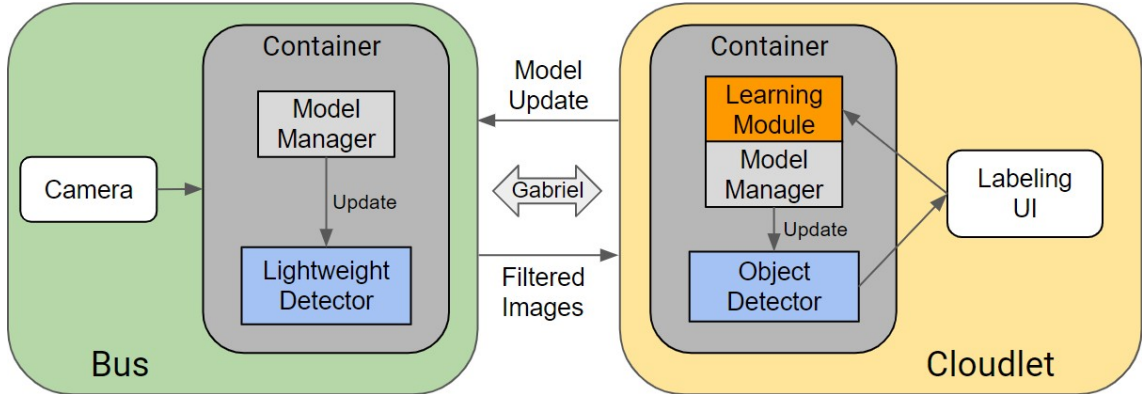 Container
Model
Manager
Camera
Update
Lightweight
Detector
Bus
Model
Update
Gabriel
Filtered
Images
Container
Learning
Module
Model
Manager
Update
Object
Detector
Labeling
UI
Cloudlet